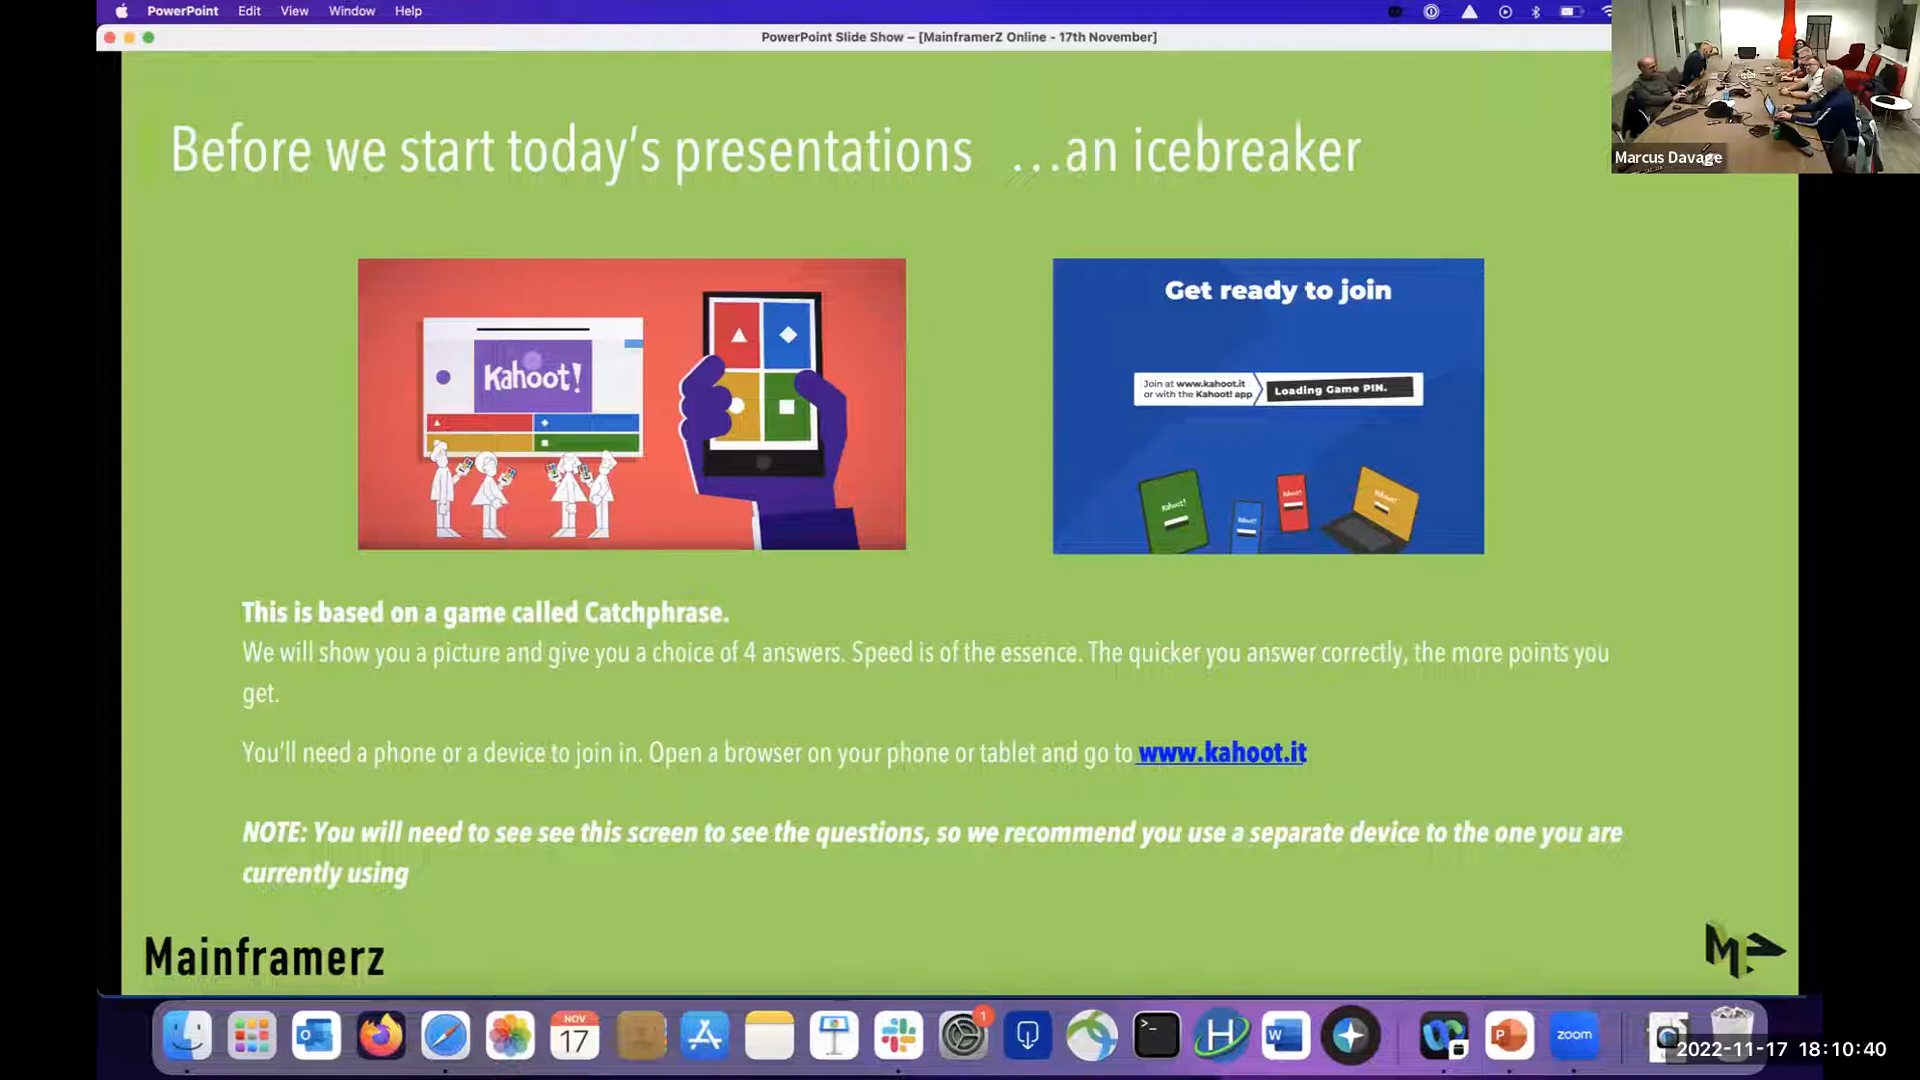 PowerPoint Edit View Window Help
PowerPoint Slide Show – [MainframerZ Online - 17th November]
Marcus Davage
Before we start today's presentations ...an icebreaker
Kahoot!
Get ready to join
Join at www.kahoot.it
or with the Kahoot! app
Loading Game PIN.
Kahoot!
Kahoot!
Kahoot!
Kahoot!
This is based on a game called Catchphrase.
We will show you a picture and give you a choice of 4 answers. Speed is of the essence. The quicker you answer correctly, the more points you
get.
You'll need a phone or a device to join in. Open a browser on your phone or tablet and go to www.kahoot.it
NOTE: You will need to see see this screen to see the questions, so we recommend you use a separate device to the one you are
currently using
Mainframerz
NOV
17
1
zoom
2022-11-17 18:10:40